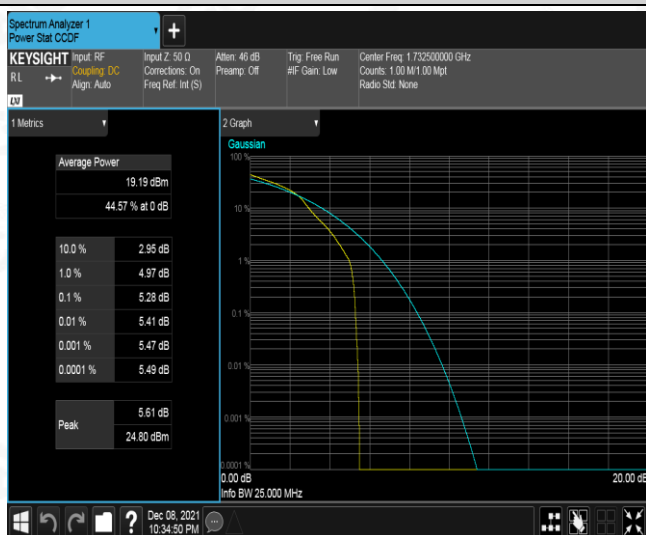 Spectrum Analyzer 1
Power Stat CCDF
KEYSIGHT
RL
LXI
Input: RF
Coupling: DC
Align: Auto
Input Z: 50 Ω
Corrections: On
Freq Ref: Int (S)
Atten: 46 dB
Preamp: Off
Trig: Free Run
#IF Gain: Low
Center Freq: 1.732500000 GHz
Counts: 1.00 M/1.00 Mpt
Radio Std: None
1 Metrics
Average Power
19.19 dBm
44.57 % at 0 dB
10.0 % 2.95 dB
1.0 % 4.97 dB
0.1 % 5.28 dB
0.01 % 5.41 dB
0.001 % 5.47 dB
0.0001 % 5.49 dB
Peak
5.61 dB
24.80 dBm
2 Graph
Gaussian
100 %
10 %
1 %
0.1 %
0.01 %
0.001 %
0.0001 %
0.00 dB 20.00 dB
Info BW 25.000 MHz
?
Dec 08, 2021
10:34:50 PM